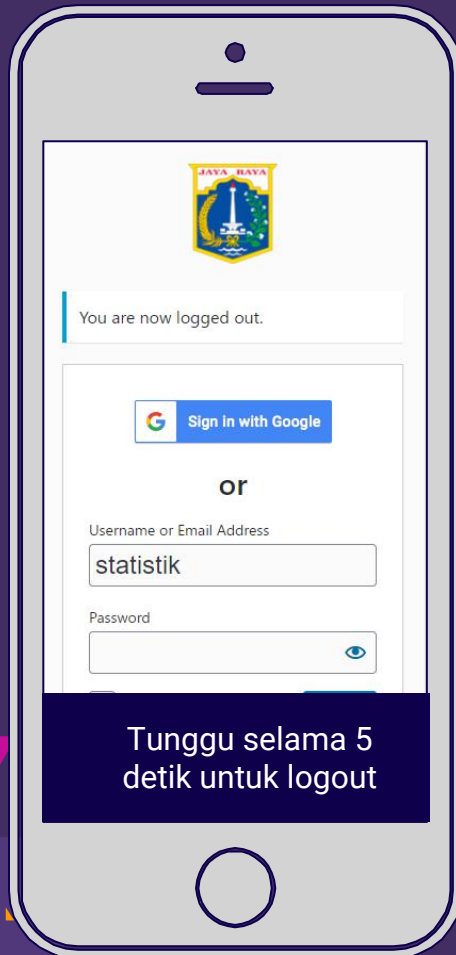 JAYA RAYA
You are now logged out.
G Sign in with Google
or
Username or Email Address
statistik
Password
Tunggu selama 5
detik untuk logout